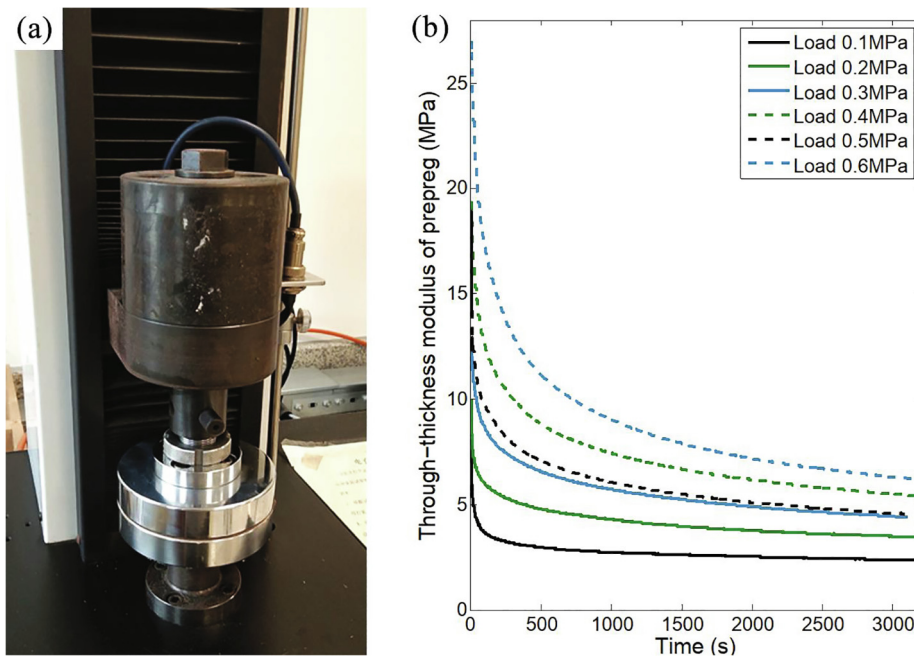 (a)
(b)
Through-thickness modulus of prepreg (MPa)
25
20
15
10
5
0
Load 0.1MPa
Load 0.2MPa
Load 0.3MPa
Load 0.4MPa
Load 0.5MPa
Load 0.6MPa
0 500 1000 1500 2000 2500 3000
Time (s)